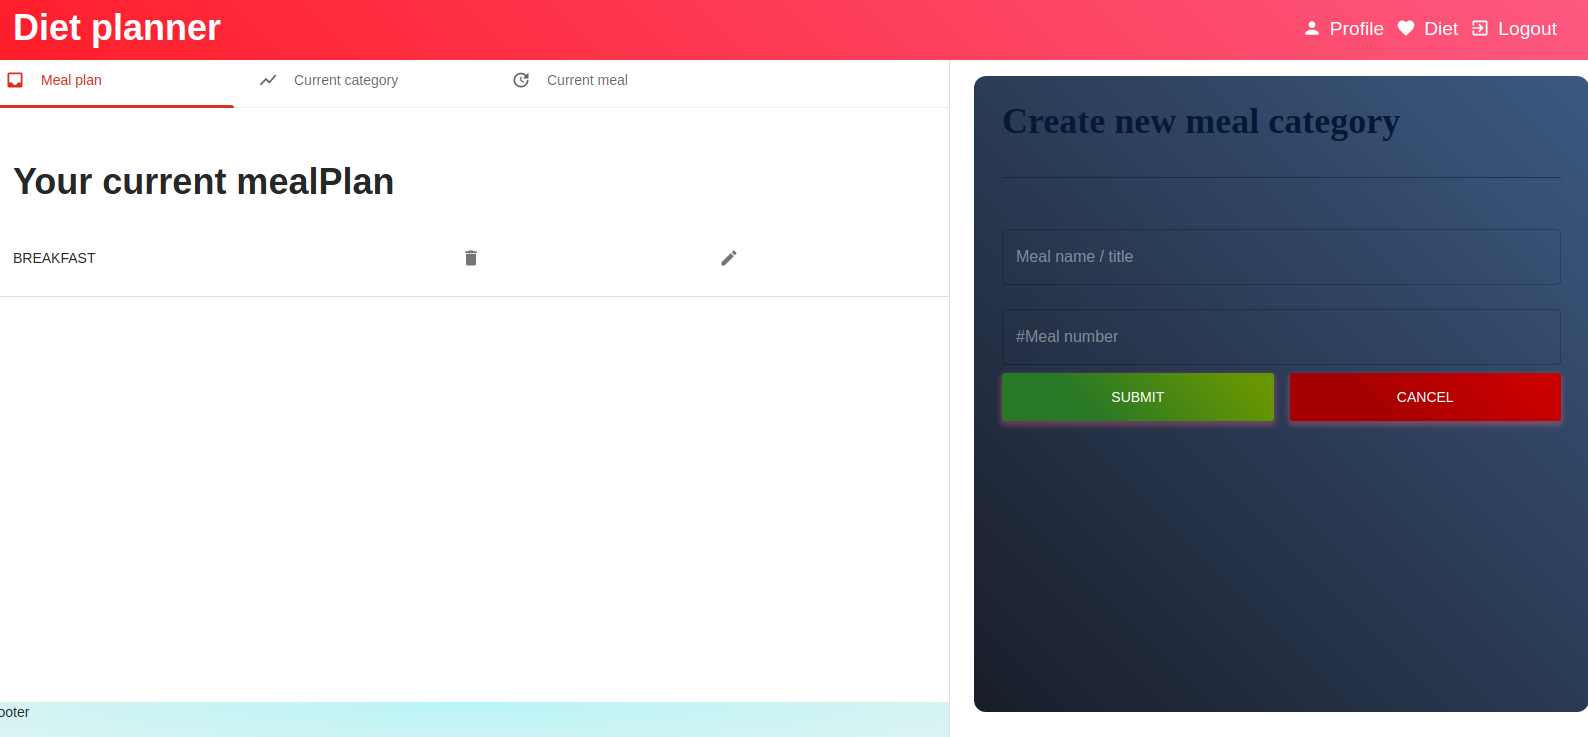 Diet planner
Profile
Diet
Logout
Meal plan
Current category
Current meal
Your current mealPlan
BREAKFAST
ooter
Create new meal category
Meal name / title
#Meal number
SUBMIT
CANCEL